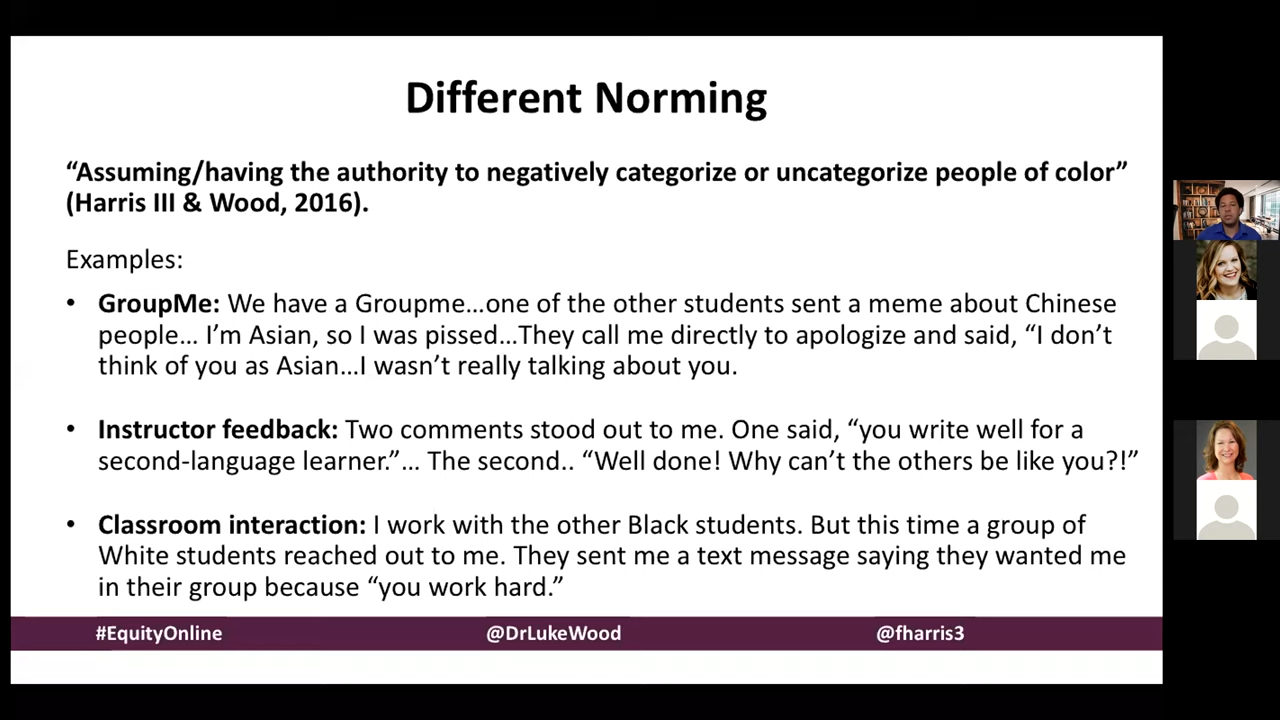 Different Norming
“Assuming/having the authority to negatively categorize or uncategorize people of color”
(Harris III & Wood, 2016).
Examples:
• GroupMe: We have a Groupme…one of the other students sent a meme about Chinese
people… I’m Asian, so I was pissed…They call me directly to apologize and said, “I don’t
think of you as Asian…I wasn’t really talking about you.
• Instructor feedback: Two comments stood out to me. One said, “you write well for a
second-language learner.”… The second.. “Well done! Why can’t the others be like you?!”
• Classroom interaction: I work with the other Black students. But this time a group of
White students reached out to me. They sent me a text message saying they wanted me
in their group because “you work hard.”
#EquityOnline @DrLukeWood @fharris3